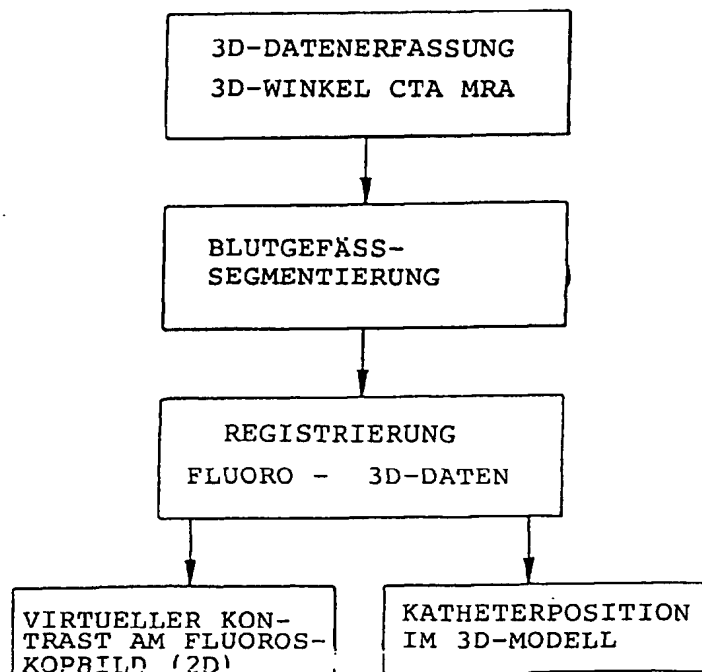 3D-DATENERFASSUNG
3D-WINKEL CTA MRA
BLUTGEFÄSS-
SEGMENTIERUNG
REGISTRIERUNG
FLUORO - 3D-DATEN
VIRTUELLER KON-
TRAST AM FLUOROS-
KOPBILD (2D)
KATHETERPOSITION
IM 3D-MODELL